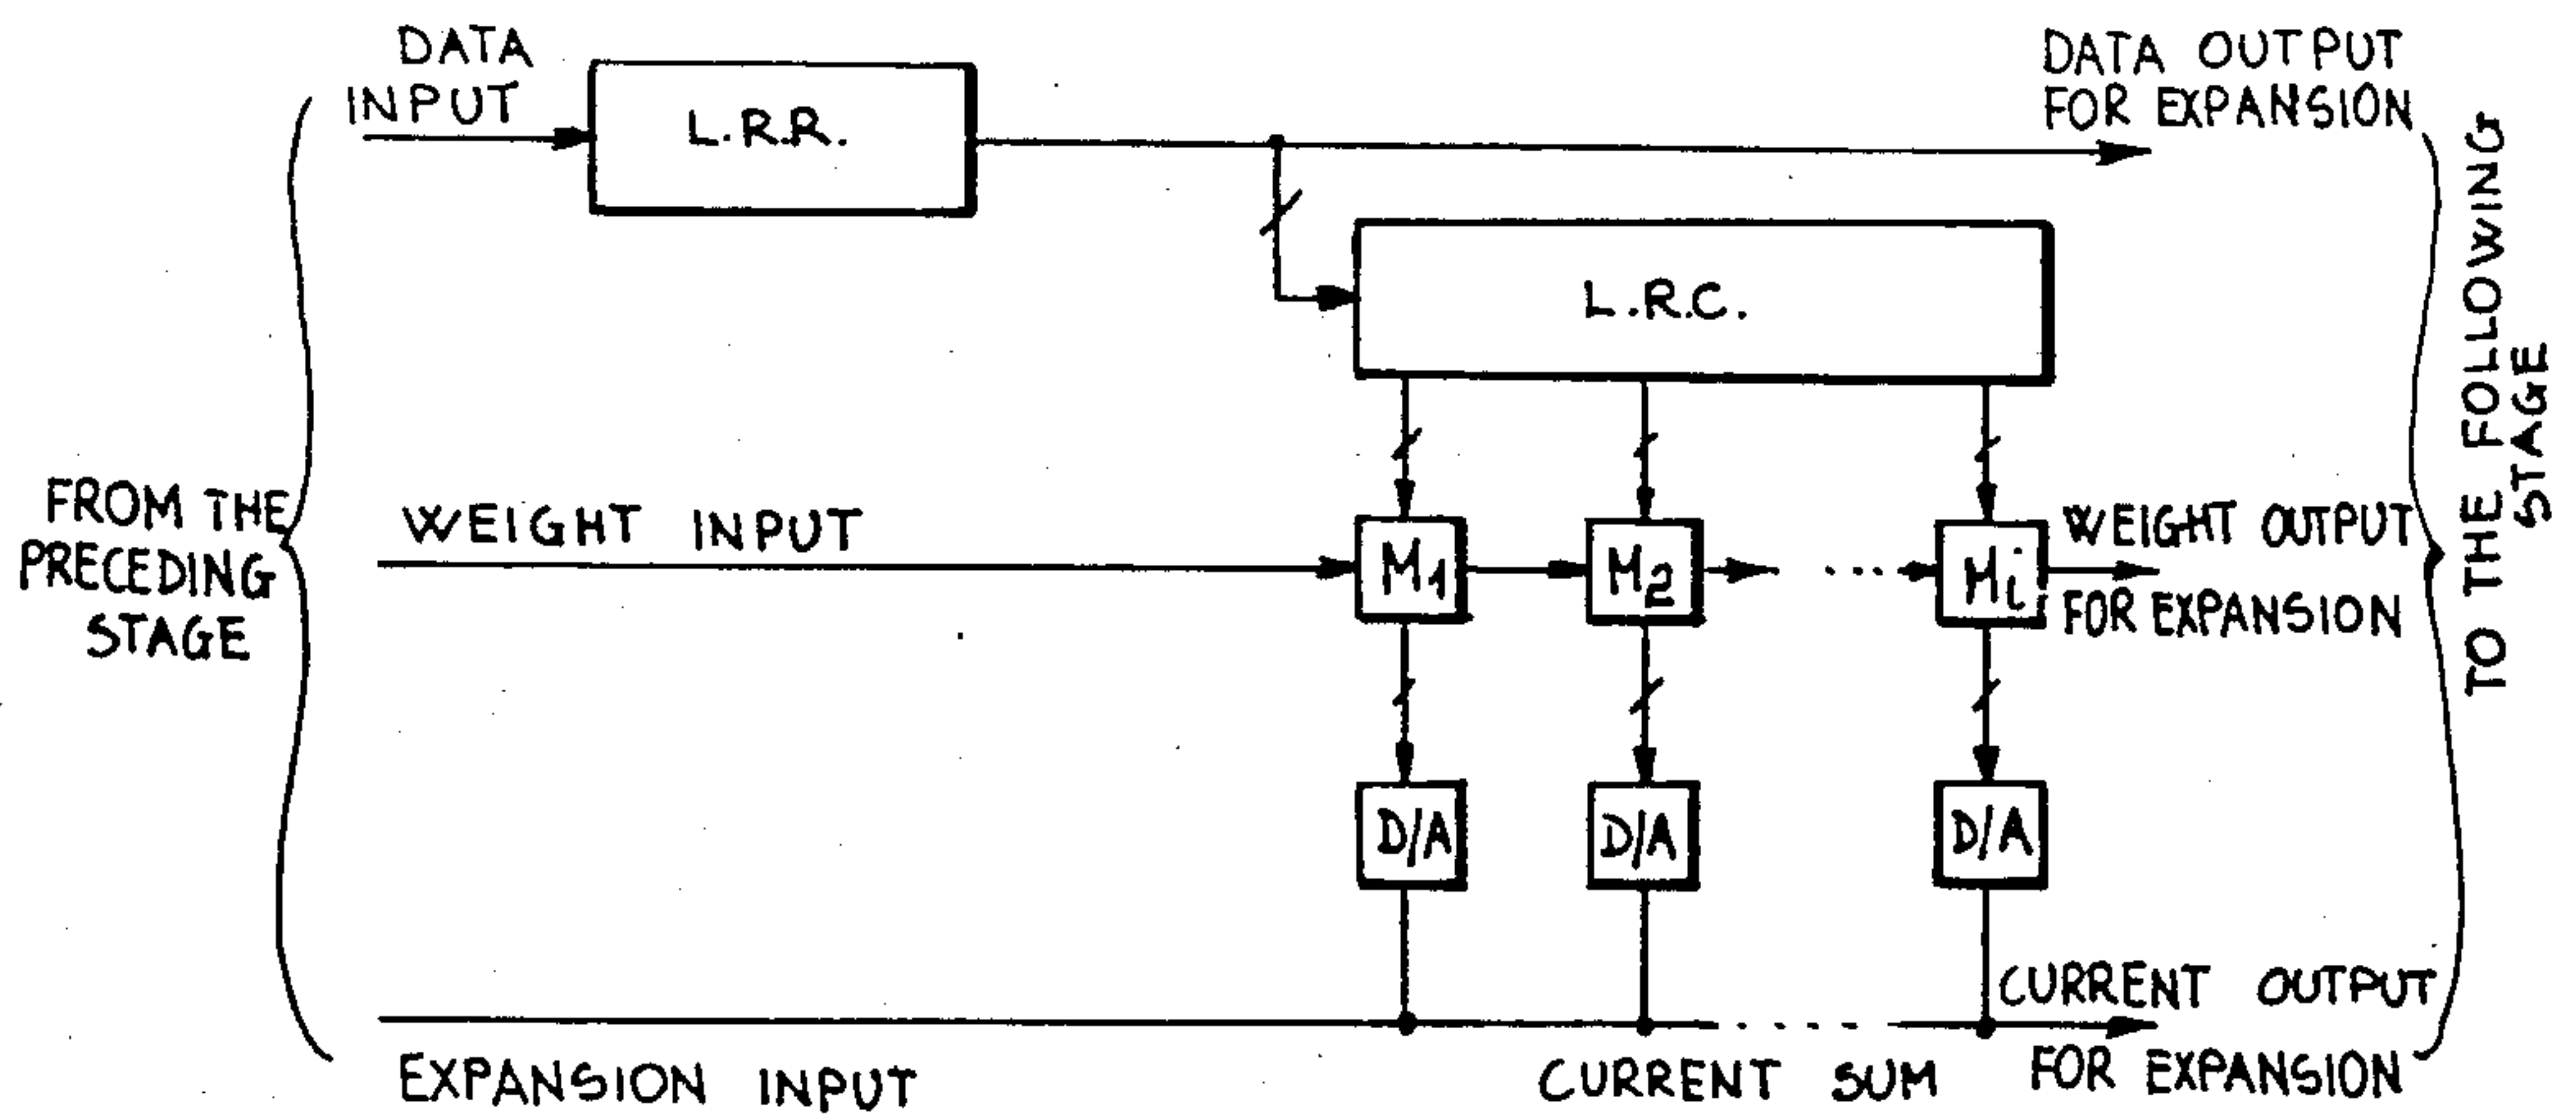 DATA
INPUT
L.R.R.
DATA OUTPUT
FOR EXPANSION
L.R.C.
FROM THE
PRECEDING
STAGE
WEIGHT INPUT
M1
M2
...
Mi
WEIGHT OUTPUT
FOR EXPANSION
TO THE FOLLOWING
STAGE
D/A
D/A
D/A
EXPANSION INPUT
CURRENT SUM
CURRENT OUTPUT
FOR EXPANSION